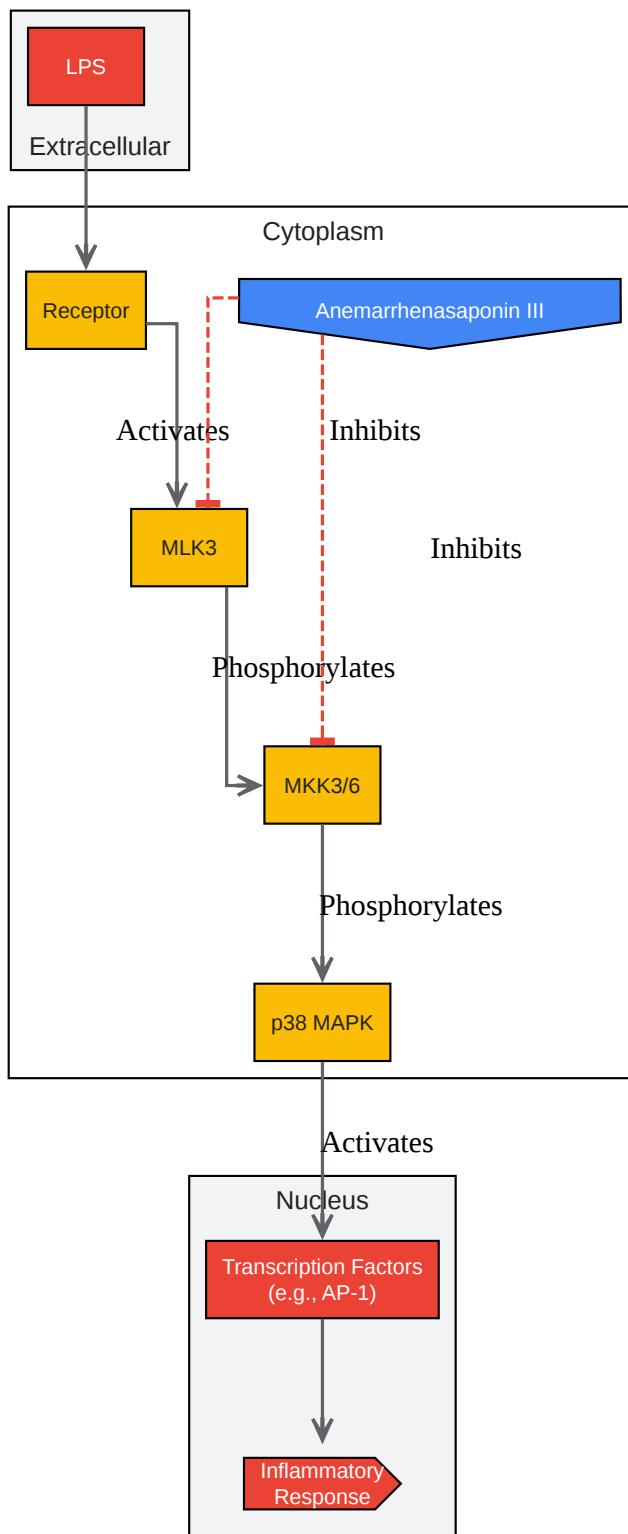 LPS
Extracellular
Cytoplasm
Receptor
Anemarrhenasaponin III
Activates
Inhibits
MLK3
Inhibits
Phosphorylates
MKK3/6
Phosphorylates
p38 MAPK
Activates
Nucleus
Transcription Factors
(e.g., AP-1)
Inflammatory
Response